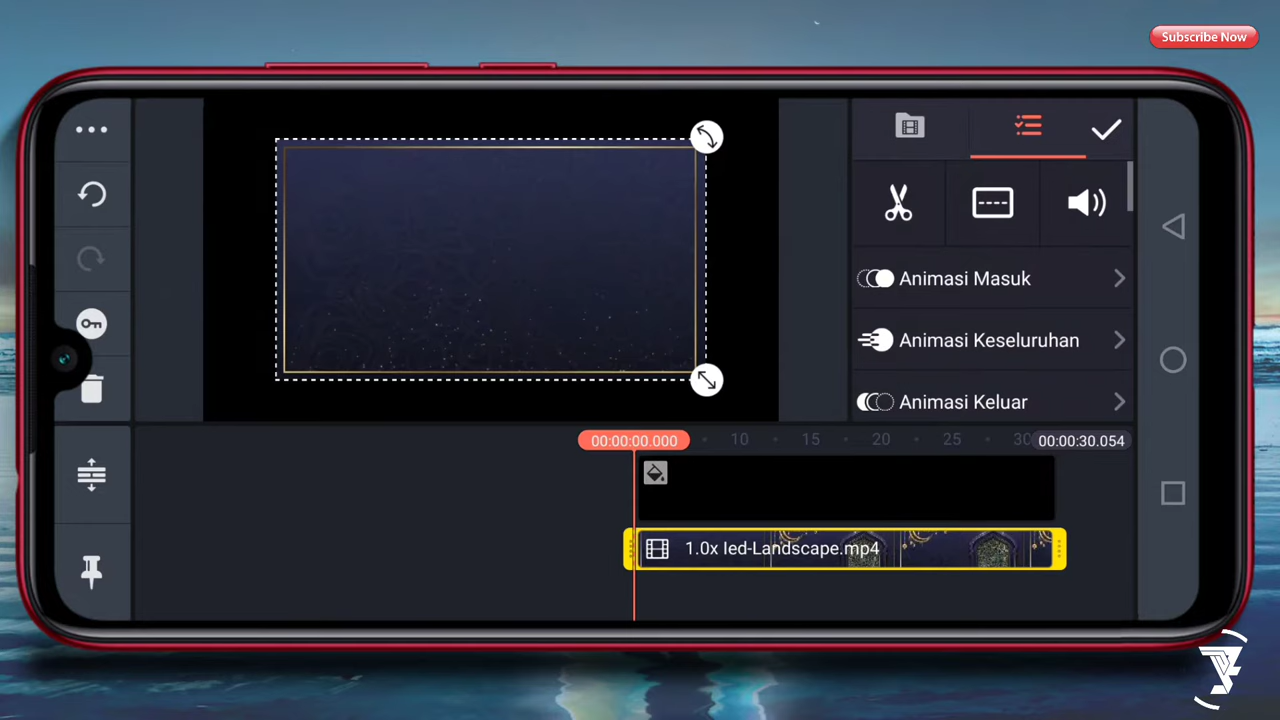 Subscribe Now
Animasi Masuk
Animasi Keseluruhan
Animasi Keluar
00:00:00.000
10
15
20
25
30
00:00:30.054
1.0x Ied-Landscape.mp4